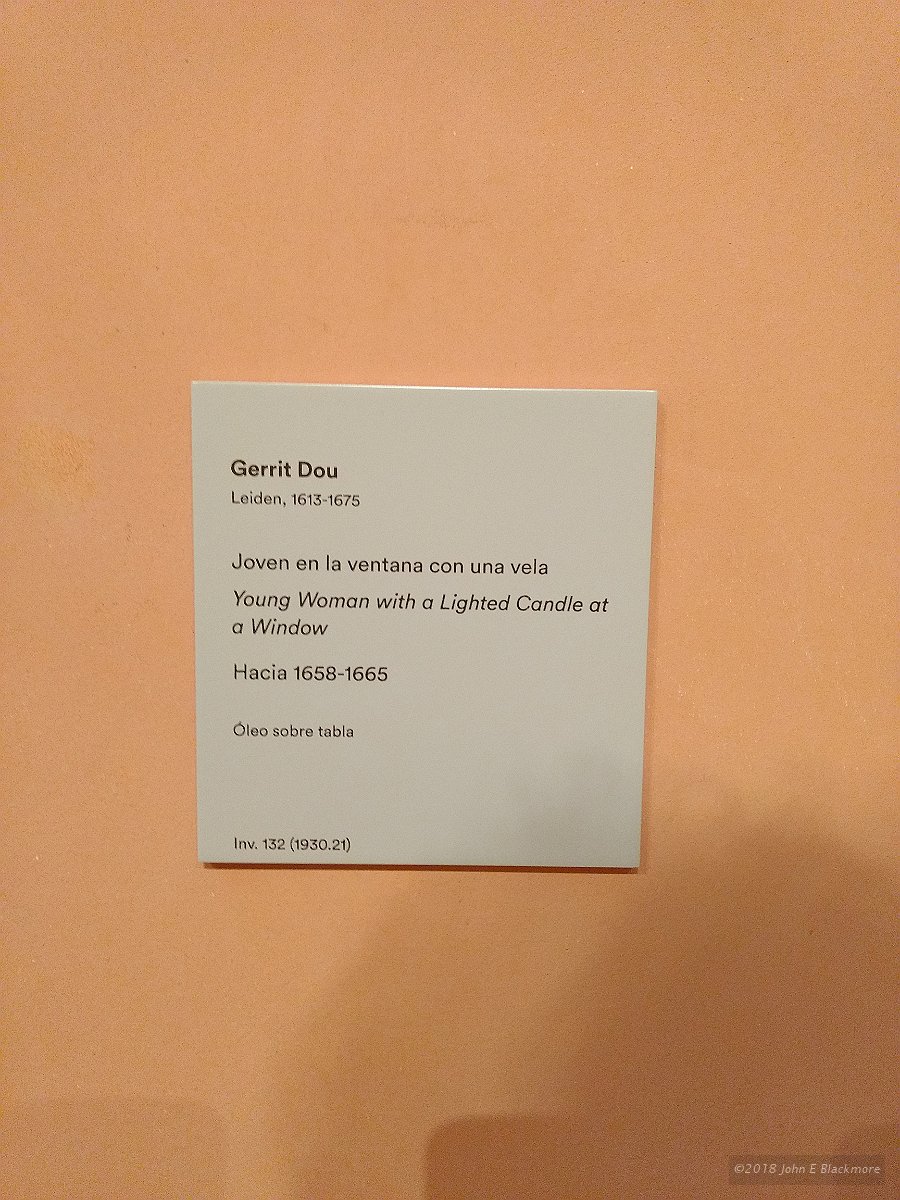 Gerrit Dou
Leiden, 1613-1675
Joven en la ventana con una vela
Young Woman with a Lighted Candle at
a Window
Hacia 1658-1665
Óleo sobre tabla
Inv. 132 (1930.21)
©2018 John E Blackmore